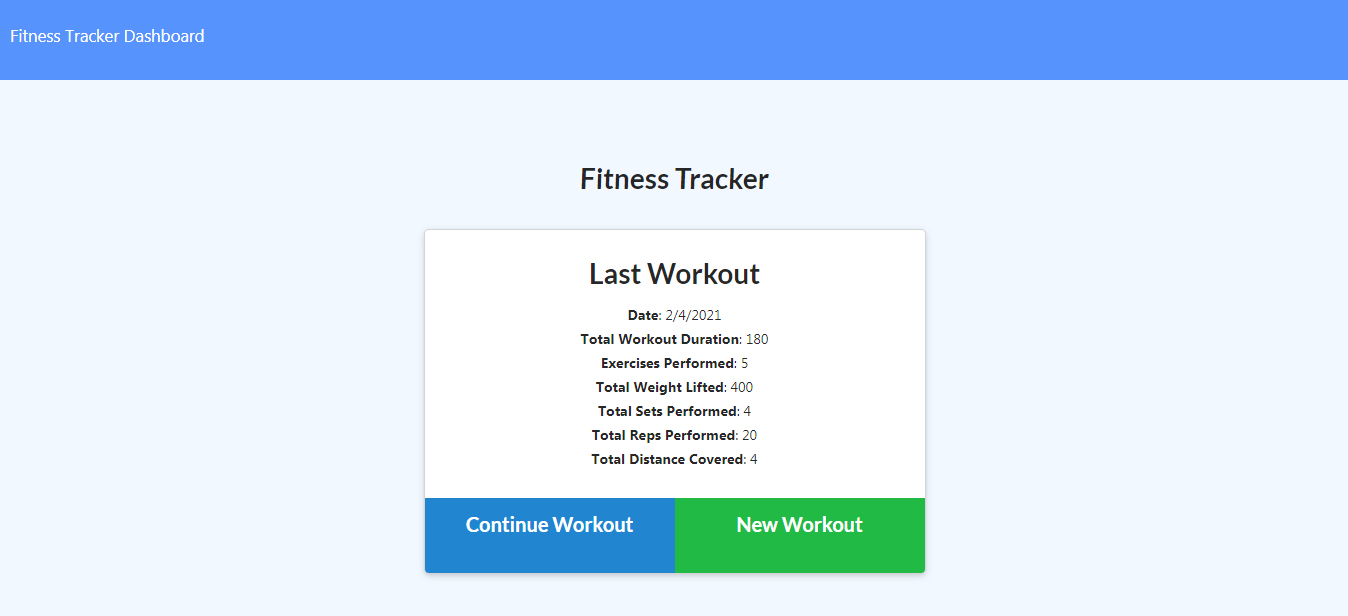 Fitness Tracker Dashboard
Fitness Tracker
Last Workout
Date: 2/4/2021
Total Workout Duration: 180
Exercises Performed: 5
Total Weight Lifted: 400
Total Sets Performed: 4
Total Reps Performed: 20
Total Distance Covered: 4
Continue Workout
New Workout